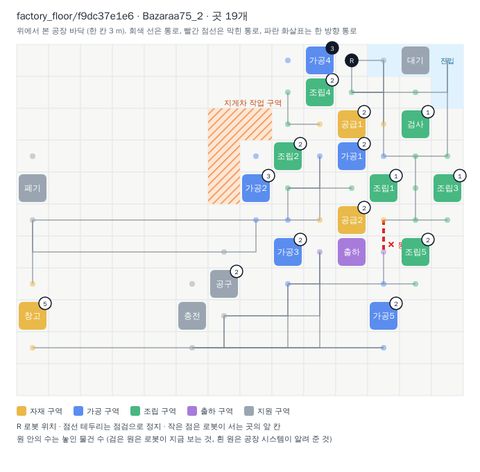 factory_floor/f9dc37e1e6 · Bazaraa75_2 · 곳 19개
위에서 본 공장 바닥 (한 칸 3 m). 회색 선은 통로, 빨간 점선은 막힌 통로, 파란 화살표는 한 방향 통로
가공4 3
R
대기
진입
조립4 2
지게차 작업 구역
공급1 2
검사 1
조립2 2
가공1 2
폐기
가공2 3
조립1 1
조립3 1
공급2 2
가공3 2
출하
×
조립5 2
공구 2
창고 5
충전
가공5 2
자재 구역
가공 구역
조립 구역
출하 구역
지원 구역
R 로봇 위치 · 점선 테두리는 점검으로 정지 · 작은 점은 로봇이 서는 곳의 앞 칸
원 안의 수는 놓인 물건 수 (검은 원은 로봇이 지금 보는 것, 흰 원은 공장 시스템이 알려 준 것)